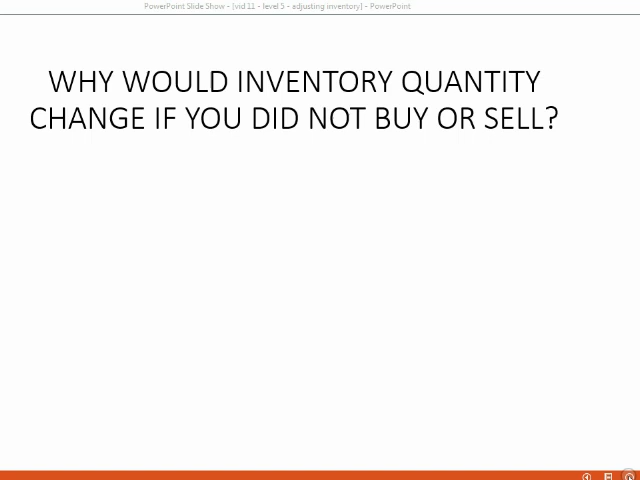 PowerPoint Slide Show - [vid 11 - level 5 - adjusting inventory] - PowerPoint
WHY WOULD INVENTORY QUANTITY
CHANGE IF YOU DID NOT BUY OR SELL?